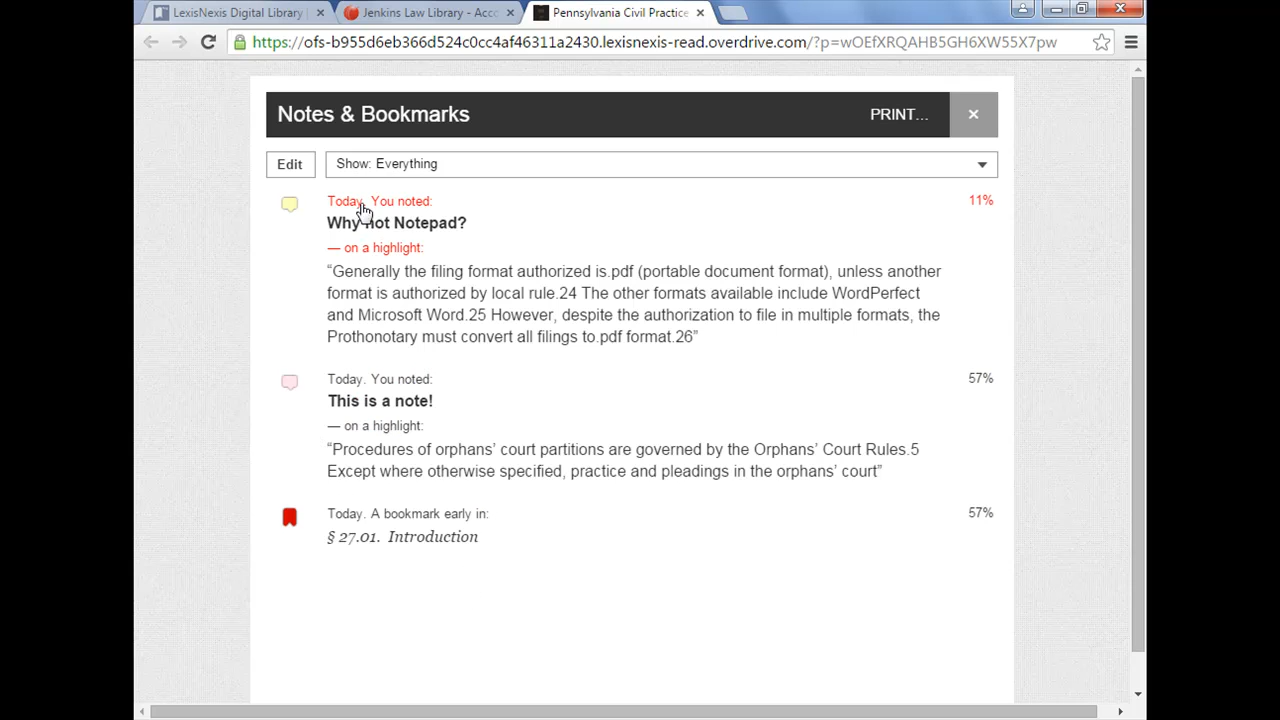 LexisNexis Digital Library
Jenkins Law Library - Acco
Pennsylvania Civil Practice
https://ofs-b955d6eb366d524c0cc4af46311a2430.lexisnexis-read.overdrive.com/?p=wOEfXRQAHB5GH6XW55X7pw
Notes & Bookmarks
PRINT...
Edit
Show: Everything
Today. You noted:
11%
Why not Notepad?
— on a highlight:
“Generally the filing format authorized is.pdf (portable document format), unless another
format is authorized by local rule.24 The other formats available include WordPerfect
and Microsoft Word.25 However, despite the authorization to file in multiple formats, the
Prothonotary must convert all filings to.pdf format.26”
Today. You noted:
57%
This is a note!
— on a highlight:
“Procedures of orphans’ court partitions are governed by the Orphans’ Court Rules.5
Except where otherwise specified, practice and pleadings in the orphans’ court”
Today. A bookmark early in:
57%
§ 27.01. Introduction